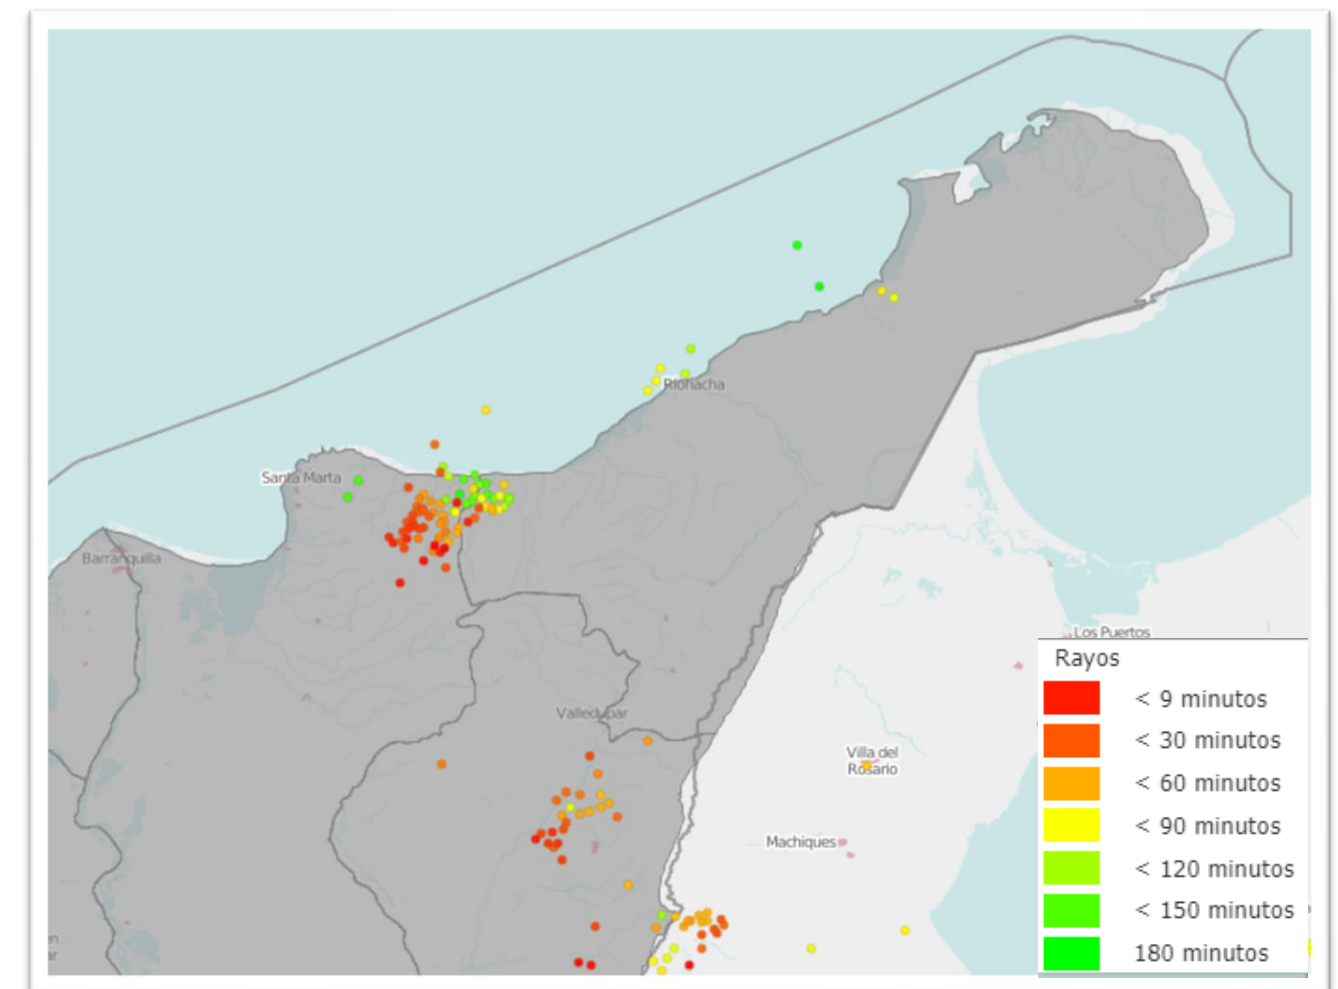 Riohacha
Santa Marta
Barranquilla
Los Puertos
Rayos
< 9 minutos
< 30 minutos
< 60 minutos
< 90 minutos
< 120 minutos
< 150 minutos
180 minutos
Valledupar
Villa del
Rosario
Machiques